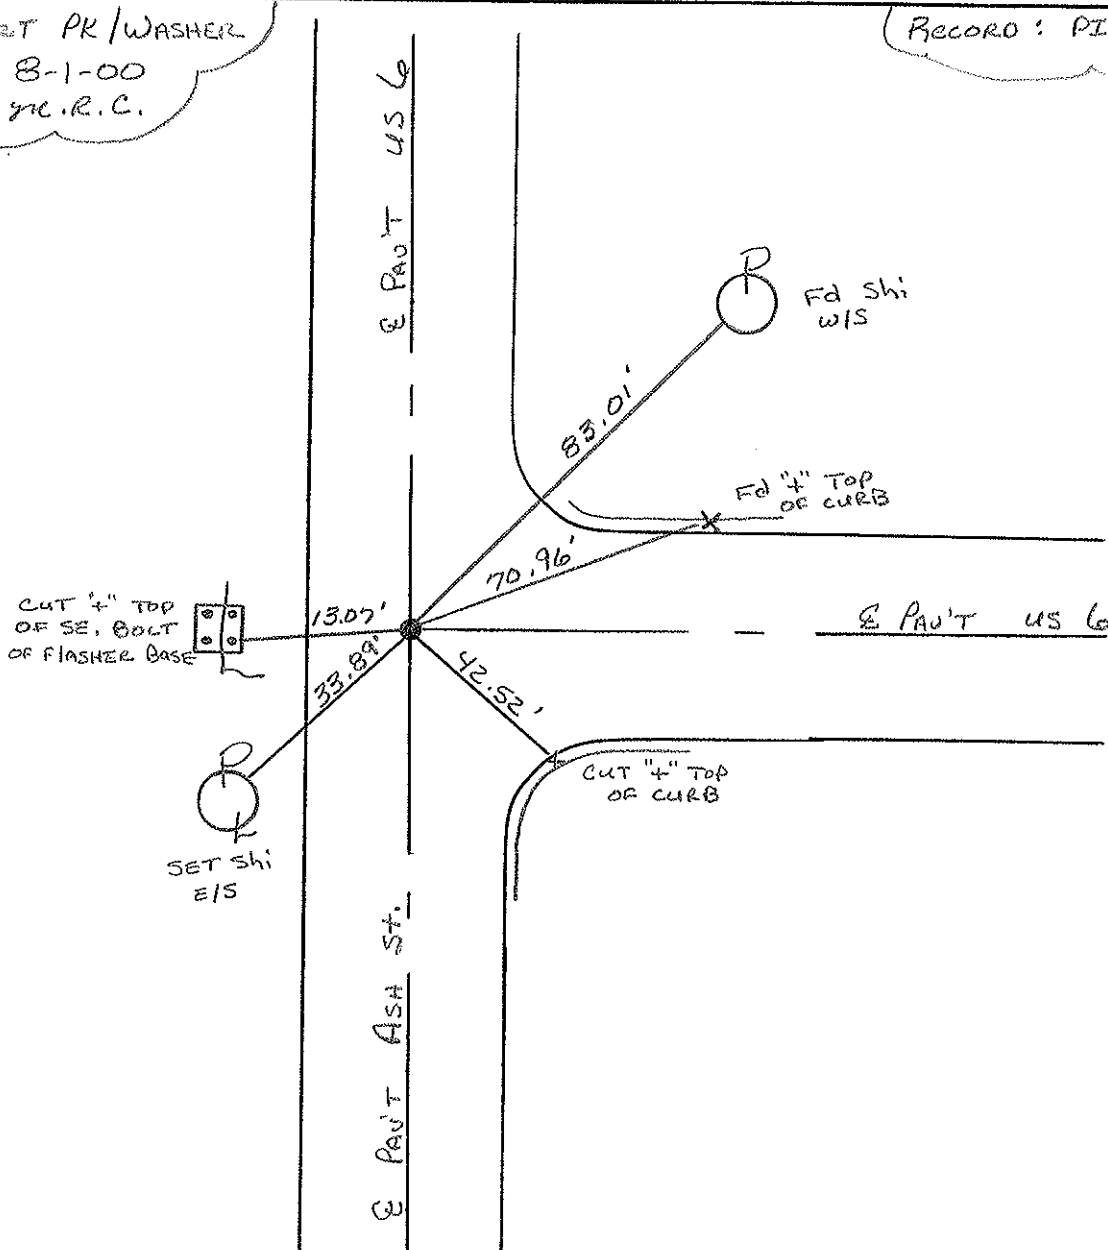 PK/WASHER
8-1-00
R.C.
RECORD: PI
℄ PAV'T US 6
P
Fd Shi
W/S
83.01'
Fd "+" TOP
OF CURB
70.96'
CUT "+" TOP
OF SE. BOLT
OF FLASHER BASE
13.07'
℄ PAV'T US 6
33.89'
42.52'
P
L
SET Shi
E/S
CUT "+" TOP
OF CURB
℄ PAV'T ASH St.